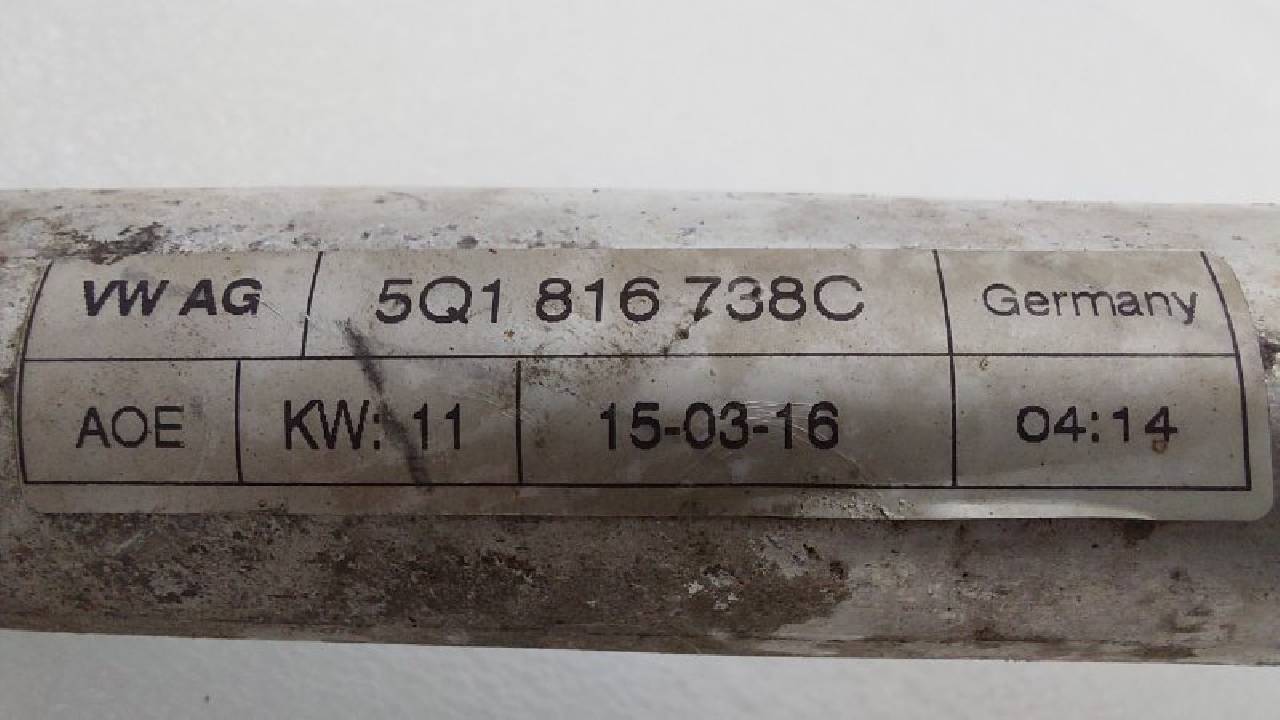 VW AG 5Q1 816 738C Germany
AOE KW: 11 15-03-16 04:14